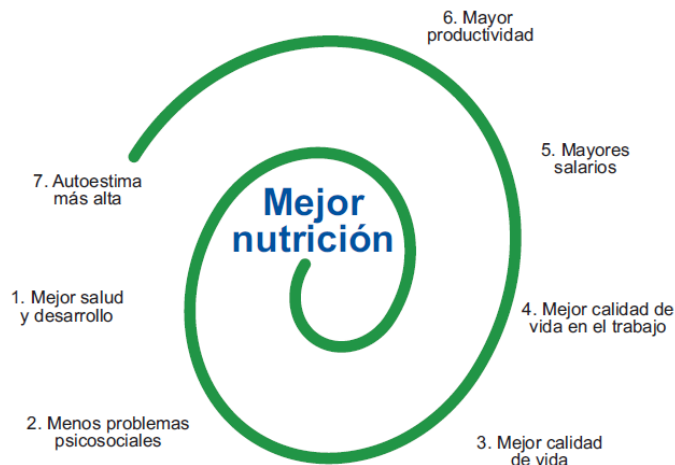 Mejor
nutrición
1. Mejor salud
y desarrollo
2. Menos problemas
psicosociales
3. Mejor calidad
de vida
4. Mejor calidad de
vida en el trabajo
5. Mayores
salarios
6. Mayor
productividad
7. Autoestima
más alta